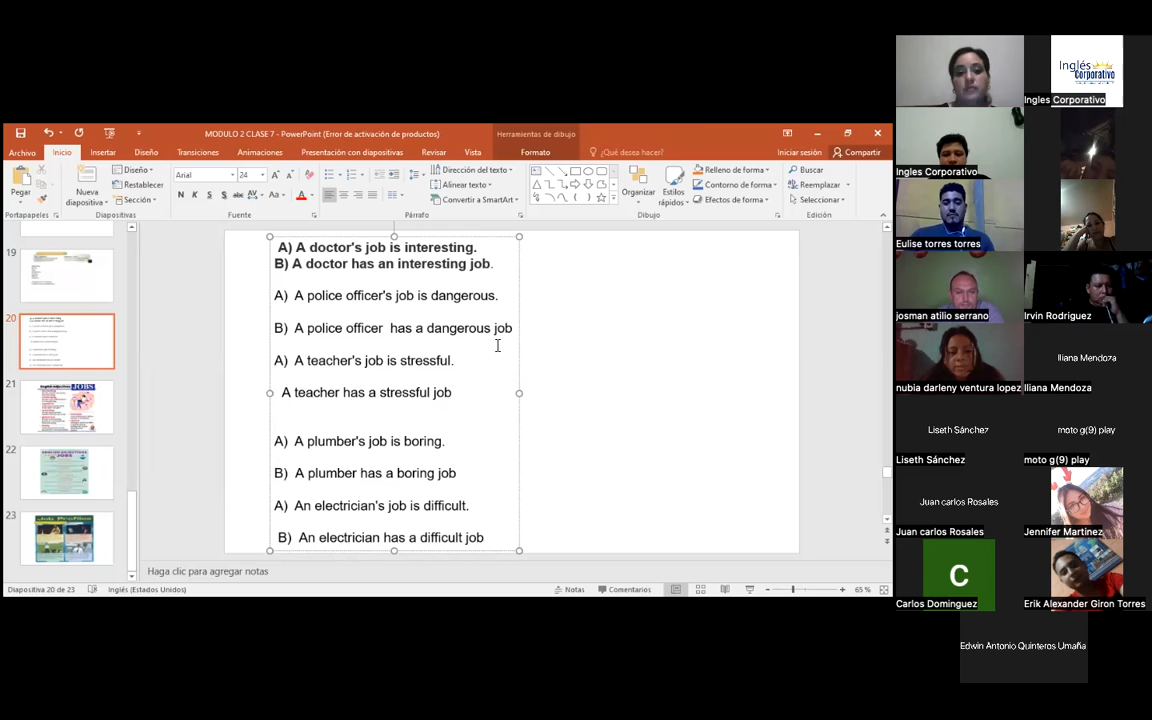 MODULO 2 CLASE 7 - PowerPoint (Error de activación de productos)
Herramientas de dibujo
Archivo Inicio Insertar Diseño Transiciones Animaciones Presentación con diapositivas Revisar Vista Formato ¿Qué desea hacer? Iniciar sesión Compartir
Pegar
Nueva diapositiva
Diseño
Restablecer
Sección
Arial 24
N K S abc AV Aa A
Dirección del texto
Alinear texto
Convertir a SmartArt
Organizar
Estilos rápidos
Relleno de forma
Contorno de forma
Efectos de forma
Buscar
Reemplazar
Seleccionar
Portapapeles Diapositivas Fuente Párrafo Dibujo Edición
19
20
21
JOBS
22
23
A) A doctor's job is interesting.
B) A doctor has an interesting job.
A) A police officer's job is dangerous.
B) A police officer has a dangerous job
A) A teacher's job is stressful.
A teacher has a stressful job
A) A plumber's job is boring.
B) A plumber has a boring job
A) An electrician's job is difficult.
B) An electrician has a difficult job
Haga clic para agregar notas
Diapositiva 20 de 23 Inglés (Estados Unidos) Notas Comentarios 65 %
Inglés
Corporativo
Ingles Corporativo
Ingles Corporativo
Eulise torres torres
josman atilio serrano
Irvin Rodriguez
nubia darleny ventura lopez
Iliana Mendoza
Iliana Mendoza
Liseth Sánchez
Liseth Sánchez
moto g(9) play
moto g(9) play
Juan carlos Rosales
Juan carlos Rosales
Jennifer Martinez
C
Carlos Dominguez
Erik Alexander Giron Torres
Edwin Antonio Quinteros Umaña